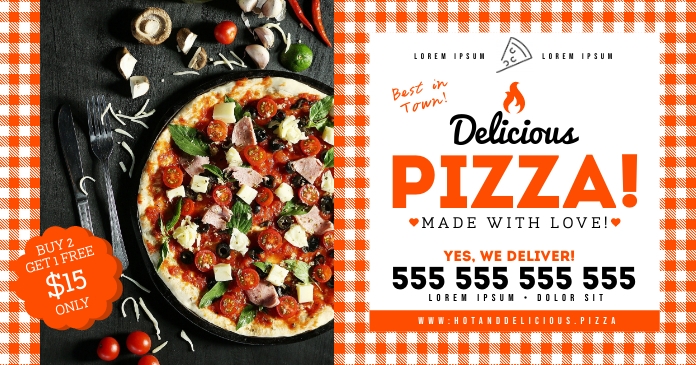 LOREM IPSUM LOREM IPSUM
Best in
Town!
Delicious
PIZZA!
MADE WITH LOVE!
YES, WE DELIVER!
555 555 555 555
LOREM IPSUM • DOLOR SIT
WWW.HOTANDDELICIOUS.PIZZA
BUY 2
GET 1 FREE
$15
ONLY